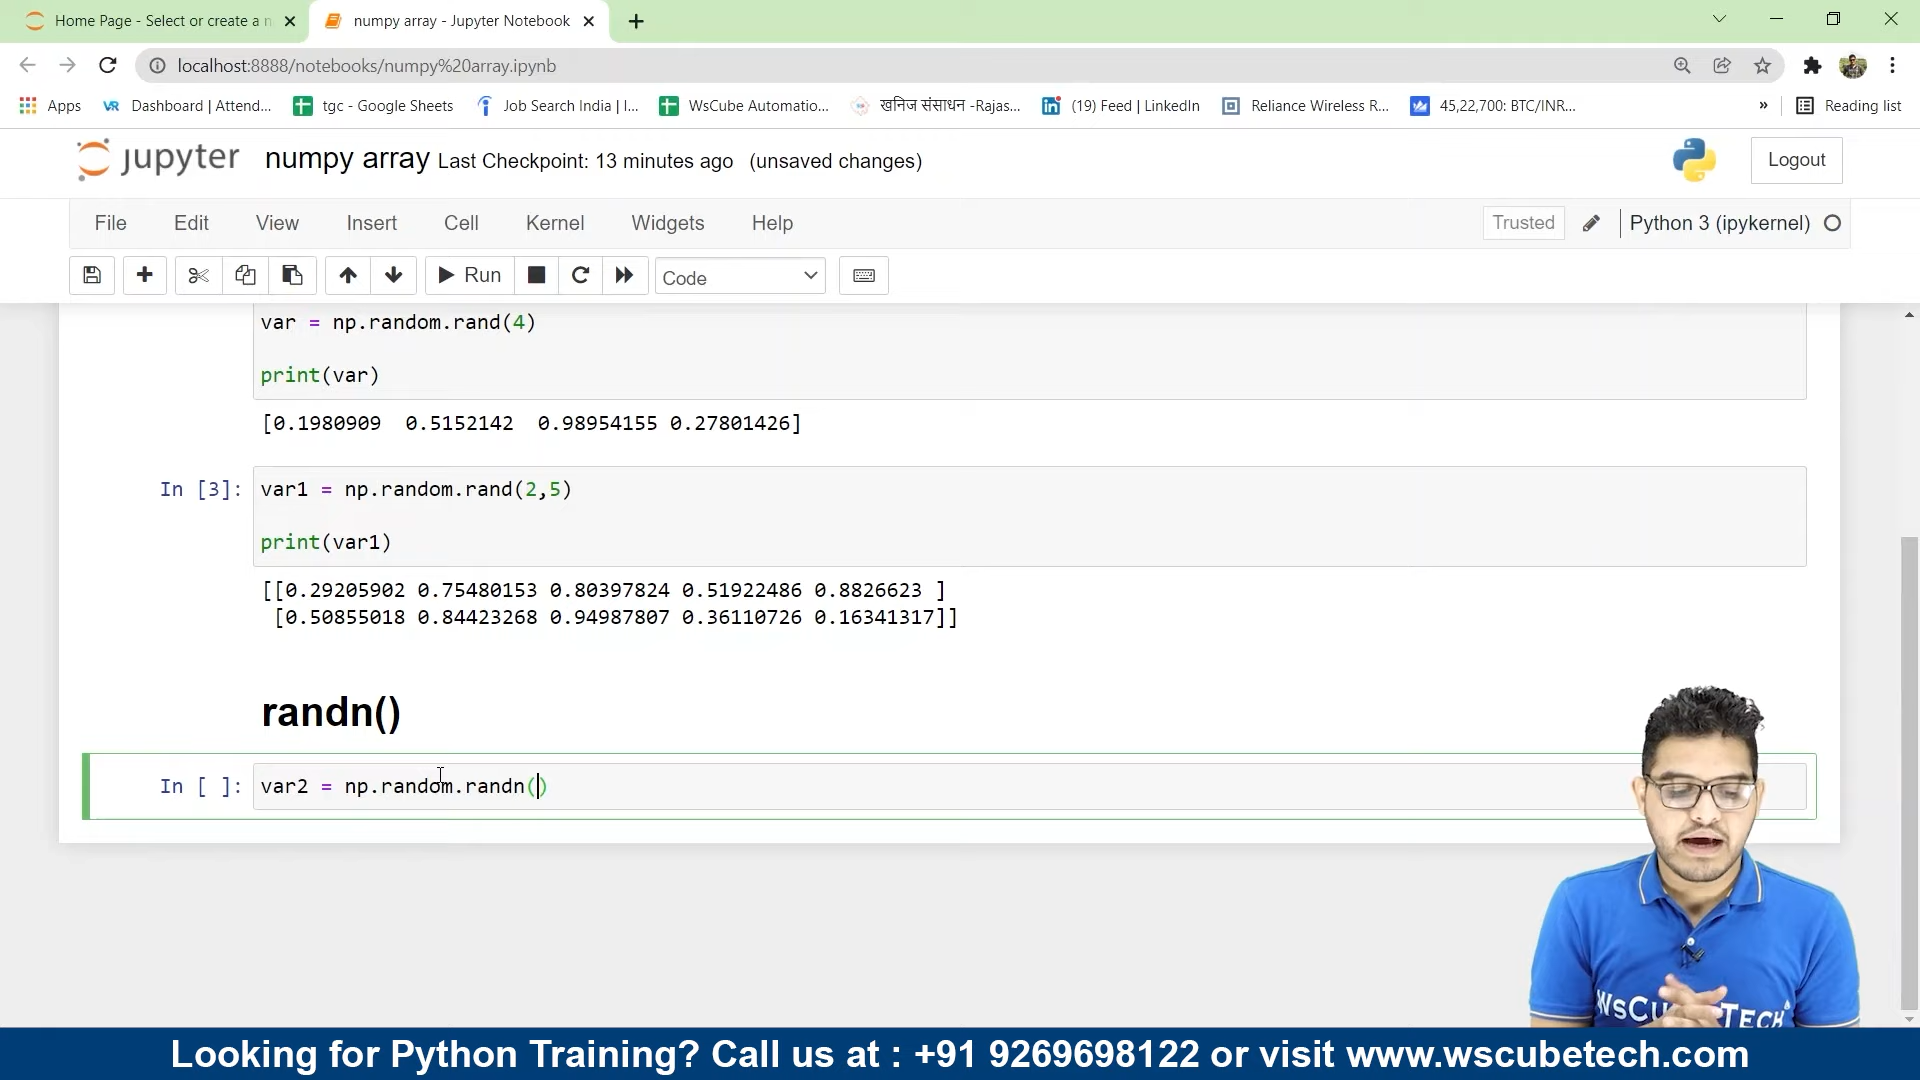 Home Page - Select or create a n
numpy array - Jupyter Notebook
localhost:8888/notebooks/numpy%20array.ipynb
Apps
Dashboard | Attend...
tgc - Google Sheets
Job Search India | I...
WsCube Automatio...
खनिज संसाधन -Rajas...
(19) Feed | LinkedIn
Reliance Wireless R...
45,22,700: BTC/INR...
»
Reading list
jupyter numpy array Last Checkpoint: 13 minutes ago (unsaved changes)
Logout
File Edit View Insert Cell Kernel Widgets Help
Trusted
Python 3 (ipykernel)
Run
Code
var = np.random.rand(4)
print(var)
[0.1980909  0.5152142  0.98954155 0.27801426]
In [3]: var1 = np.random.rand(2,5)
print(var1)
[[0.29205902 0.75480153 0.80397824 0.51922486 0.8826623 ]
[0.50855018 0.84423268 0.94987807 0.36110726 0.16341317]]
randn()
In [ ]: var2 = np.random.randn()
Looking for Python Training? Call us at : +91 9269698122 or visit www.wscubetech.com